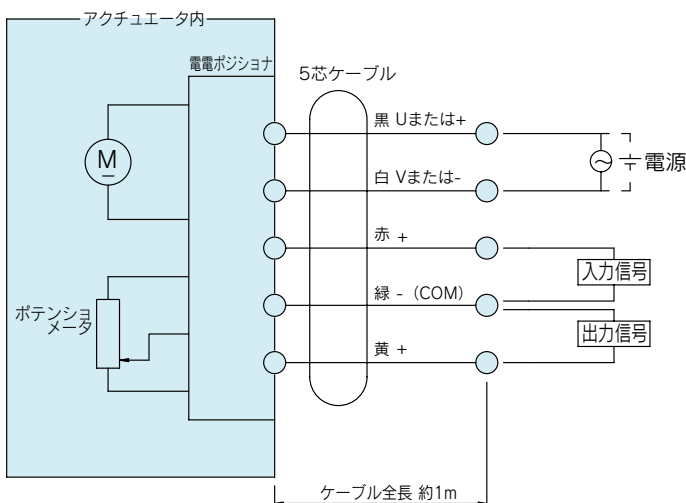 アクチュエータ内
電電ポジショナ
5芯ケーブル
黒 Uまたは+
M
電源
白 Vまたは-
赤 +
入力信号
緑 - (COM)
ポテンショ
メータ
出力信号
黄 +
ケーブル全長 約1m